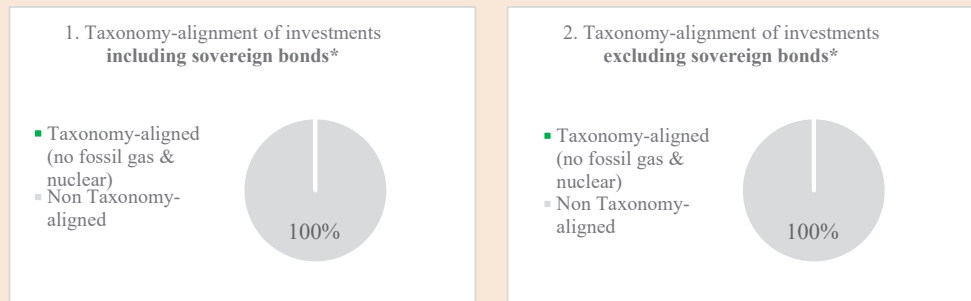 1. Taxonomy-alignment of investments
including sovereign bonds*
Taxonomy-aligned
(no fossil gas &
nuclear)
Non Taxonomy-
aligned
100%
2. Taxonomy-alignment of investments
excluding sovereign bonds*
Taxonomy-aligned
(no fossil gas &
nuclear)
Non Taxonomy-
aligned
100%